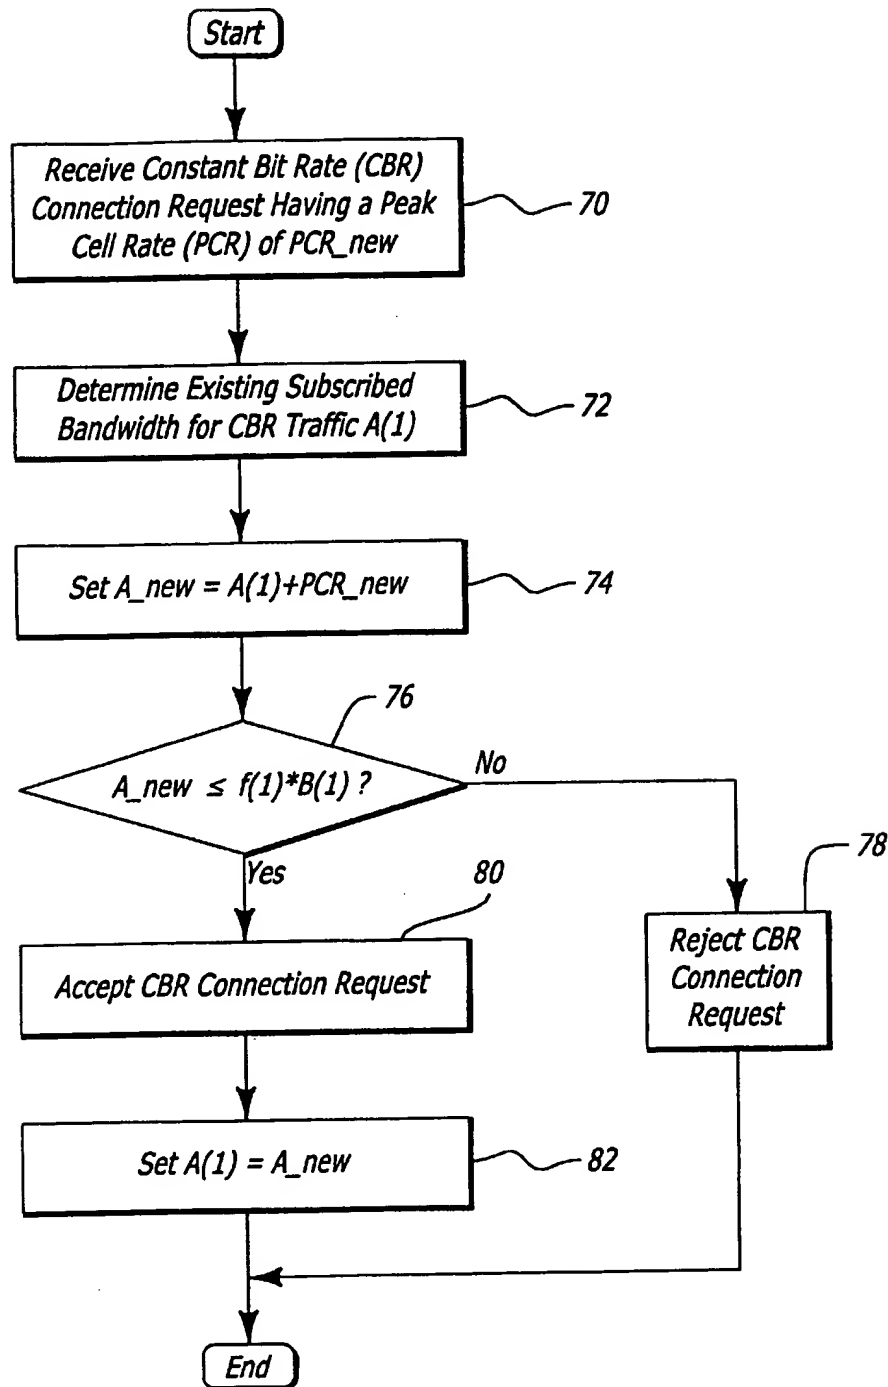 Start
Receive Constant Bit Rate (CBR)
Connection Request Having a Peak
Cell Rate (PCR) of PCR_new
70
Determine Existing Subscribed
Bandwidth for CBR Traffic A(1)
72
Set A_new = A(1)+PCR_new
74
76
A_new ≤ f(1)*B(1) ?
No
Yes
80
78
Accept CBR Connection Request
Reject CBR
Connection
Request
Set A(1) = A_new
82
End